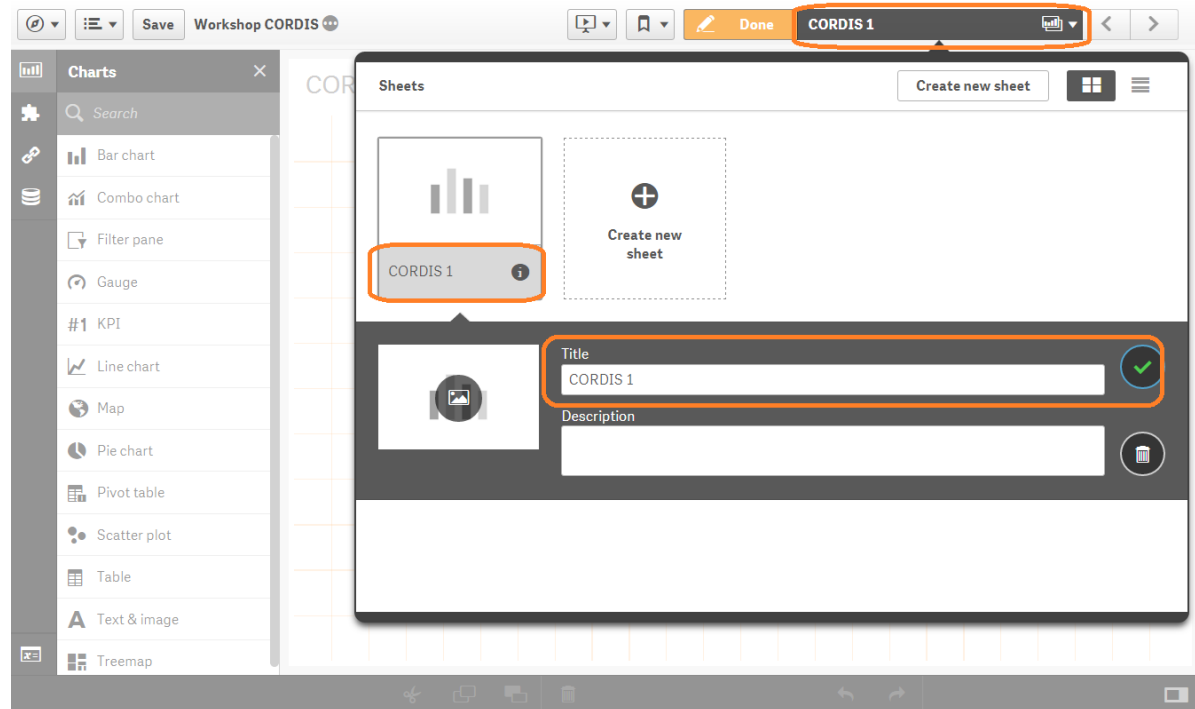 Save
Workshop CORDIS
Done
CORDIS 1
Charts
Search
Bar chart
Combo chart
Filter pane
Gauge
#1 KPI
Line chart
Map
Pie chart
Pivot table
Scatter plot
Table
A Text & image
Treemap
x=
COR
Sheets
Create new sheet
CORDIS 1
Create new
sheet
Title
CORDIS 1
Description